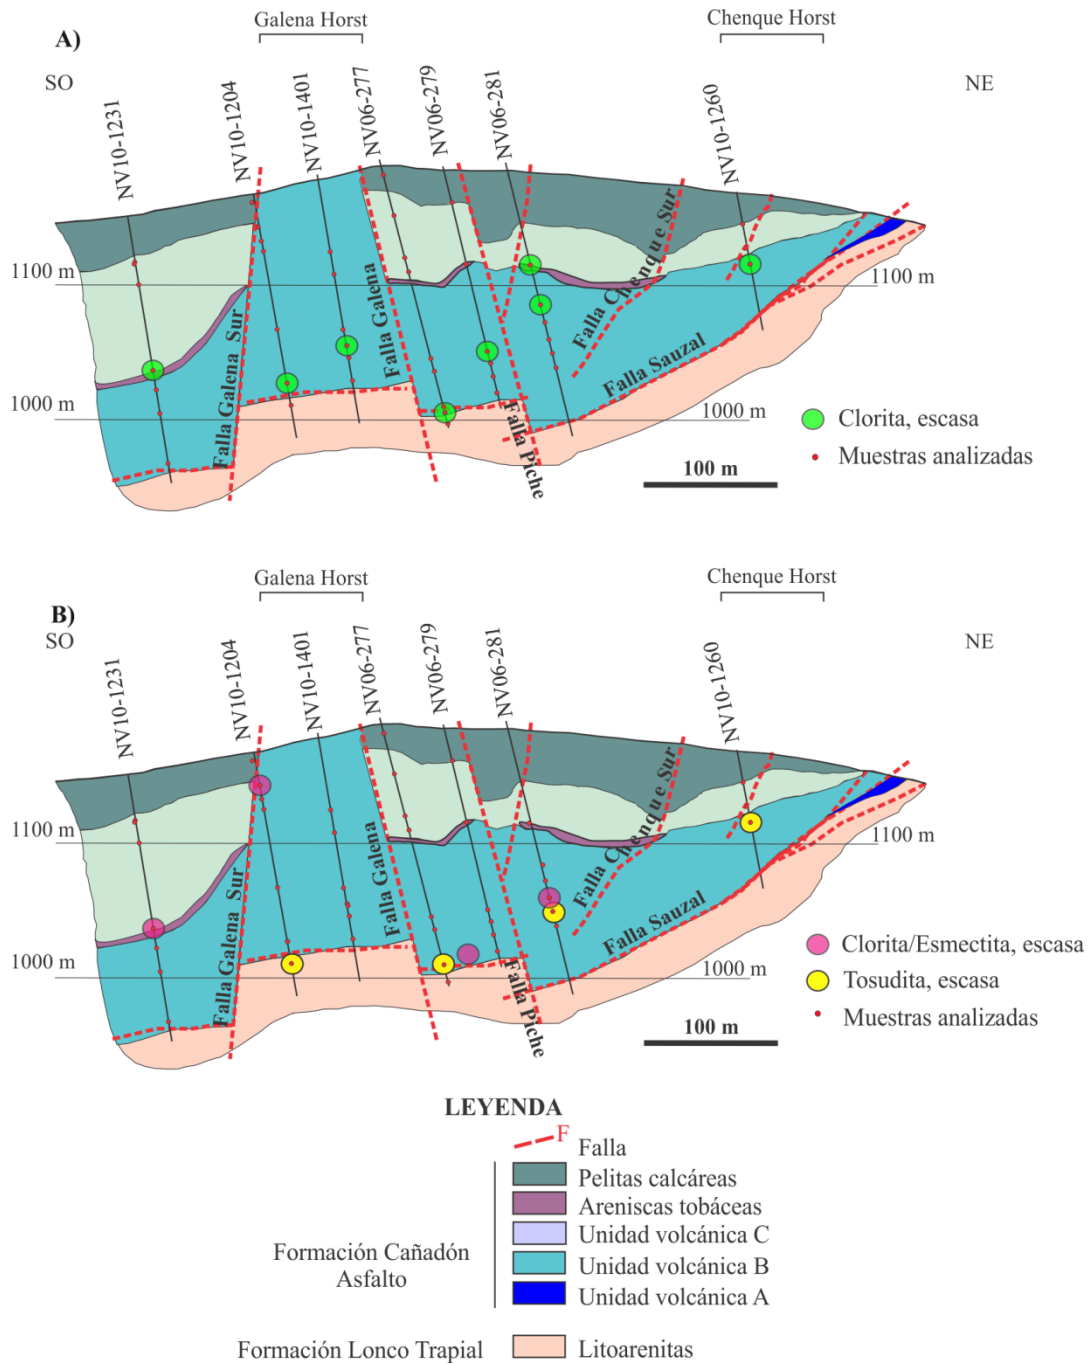 Galena Horst
Chenque Horst
A)
SO
NE
NV10-1231
NV10-1204
NV10-1401
NV06-277
NV06-279
NV06-281
NV10-1260
1100 m
1100 m
1000 m
1000 m
Falla Galena Sur
Falla Galena
Falla Piche
Falla Chenque Sur
Falla Sauzal
Clorita, escasa
Muestras analizadas
100 m
Galena Horst
Chenque Horst
B)
SO
NE
NV10-1231
NV10-1204
NV10-1401
NV06-277
NV06-279
NV06-281
NV10-1260
1100 m
1100 m
1000 m
1000 m
Falla Galena Sur
Falla Galena
Falla Piche
Falla Chenque Sur
Falla Sauzal
Clorita/Esmectita, escasa
Tosudita, escasa
Muestras analizadas
100 m
LEYENDA
F
Falla
Pelitas calcáreas
Areniscas tobáceas
Unidad volcánica C
Formación Cañadón
Asfalto
Unidad volcánica B
Unidad volcánica A
Formación Lonco Trapial
Litoarenitas